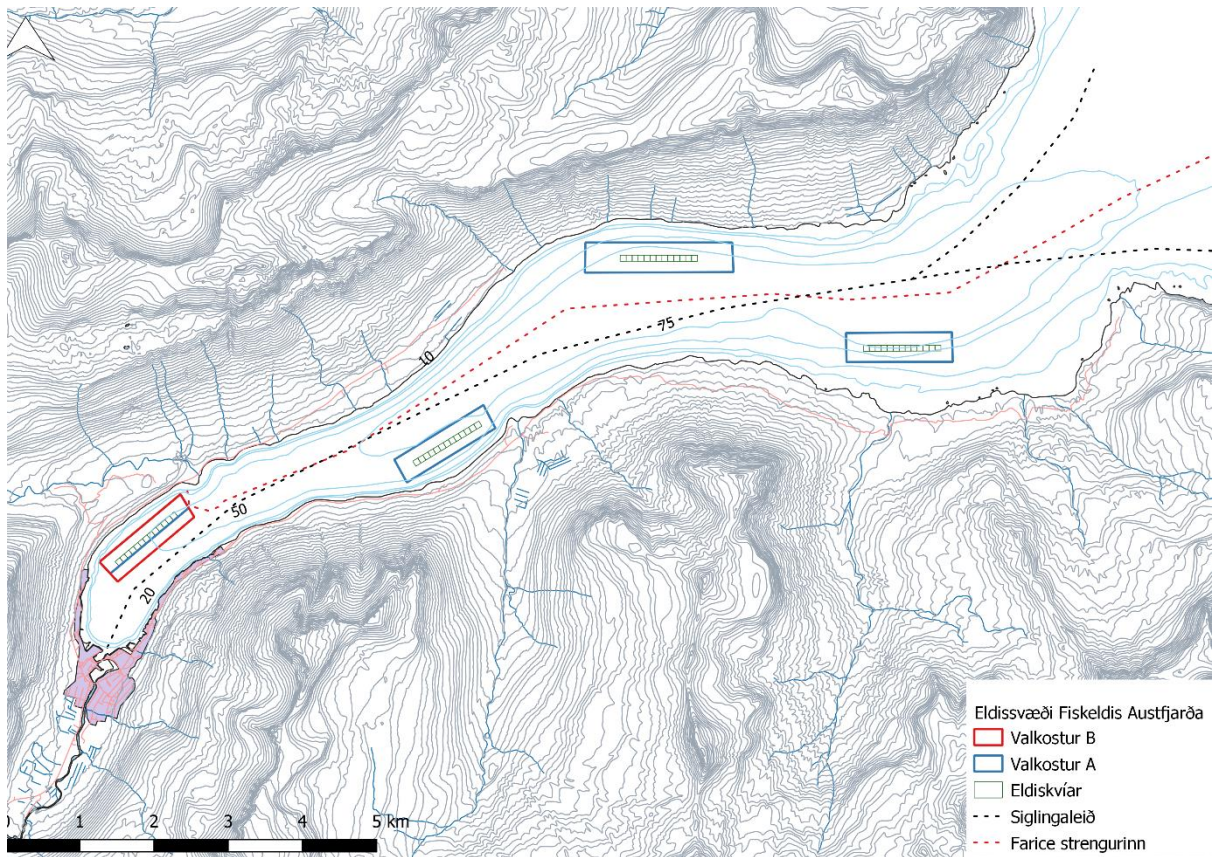 75
10
50
20
0 1 2 3 4 5 km
Eldissvæði Fiskeldis Austfjarða
Valkostur B
Valkostur A
Eldiskvíar
Siglingaleið
Farice strengurinn